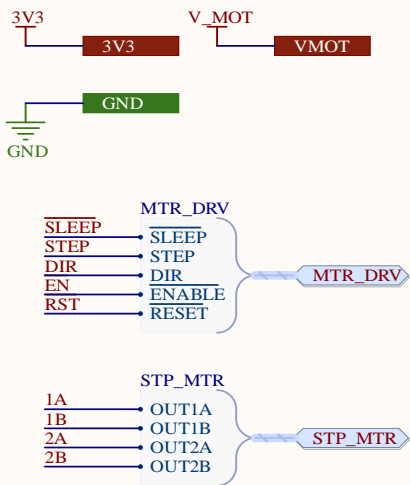 3V3 V_MOT
3V3 VMOT
GND
GND
MTR_DRV
SLEEP SLEEP
STEP STEP
DIR DIR MTR_DRV
EN ENABLE
RST RESET
STP_MTR
1A OUT1A
1B OUT1B
2A OUT2A STP_MTR
2B OUT2B